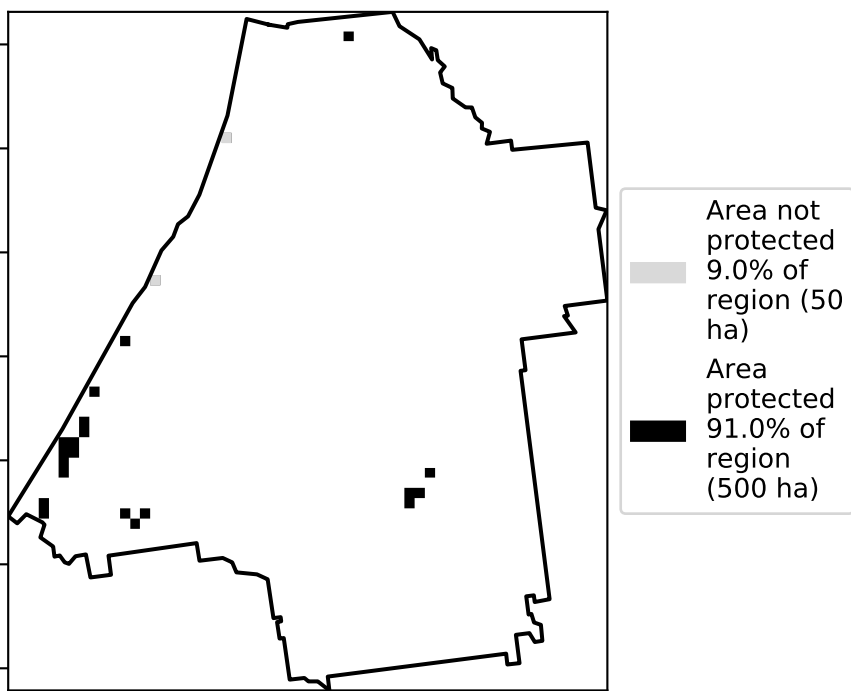 Area not
protected
9.0% of
region (50
ha)
Area
protected
91.0% of
region
(500 ha)